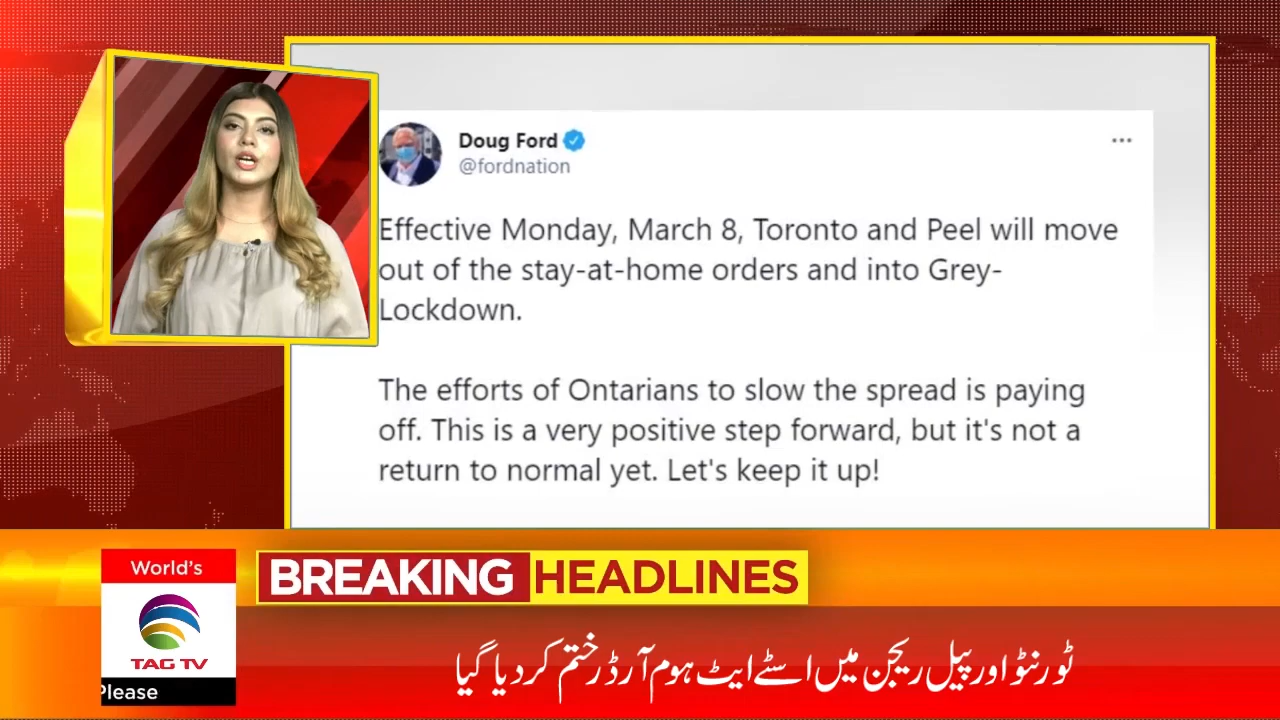 Doug Ford
@fordnation
Effective Monday, March 8, Toronto and Peel will move
out of the stay-at-home orders and into Grey-
Lockdown.
The efforts of Ontarians to slow the spread is paying
off. This is a very positive step forward, but it's not a
return to normal yet. Let's keep it up!
World's
TAG TV
Please
BREAKING HEADLINES
ٹورنٹو اور پیل ریجن میں اسٹے ایٹ ہوم آرڈر ختم کر دیا گیا